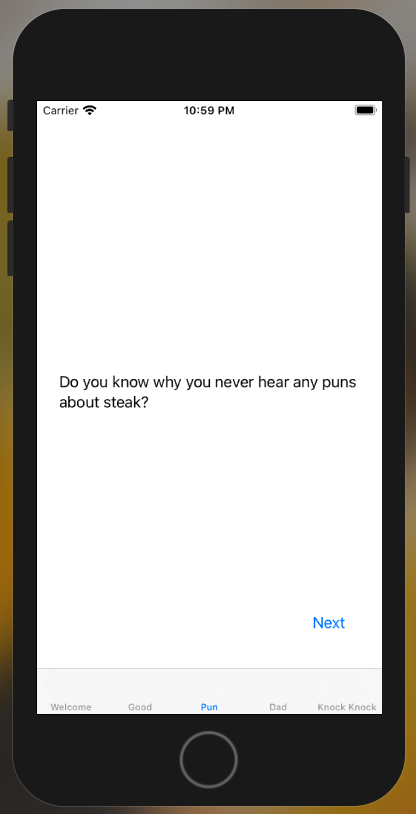 Carrier 10:59 PM
Do you know why you never hear any puns
about steak?
Next
Welcome Good Pun Dad Knock Knock